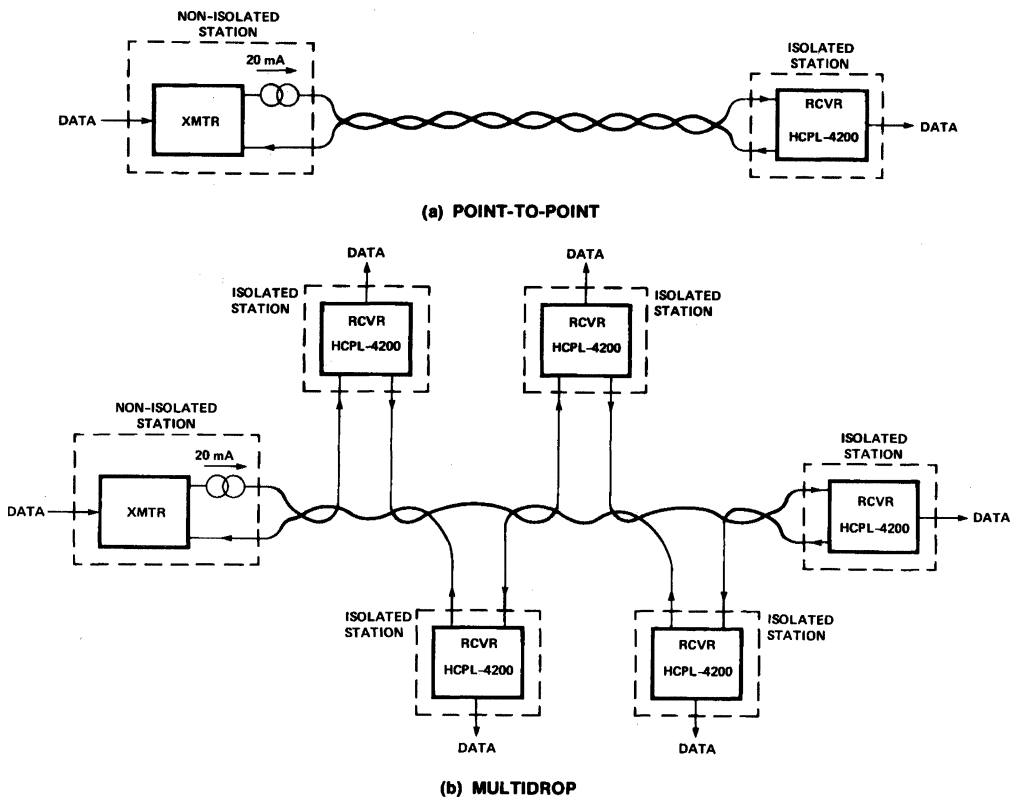 NON-ISOLATED
STATION
20 mA
DATA
XMTR
ISOLATED
STATION
RCVR
HCPL-4200
DATA
(a) POINT-TO-POINT
DATA
ISOLATED
STATION
RCVR
HCPL-4200
DATA
ISOLATED
STATION
RCVR
HCPL-4200
NON-ISOLATED
STATION
20 mA
DATA
XMTR
ISOLATED
STATION
RCVR
HCPL-4200
DATA
ISOLATED
STATION
RCVR
HCPL-4200
DATA
ISOLATED
STATION
RCVR
HCPL-4200
DATA
(b) MULTIDROP